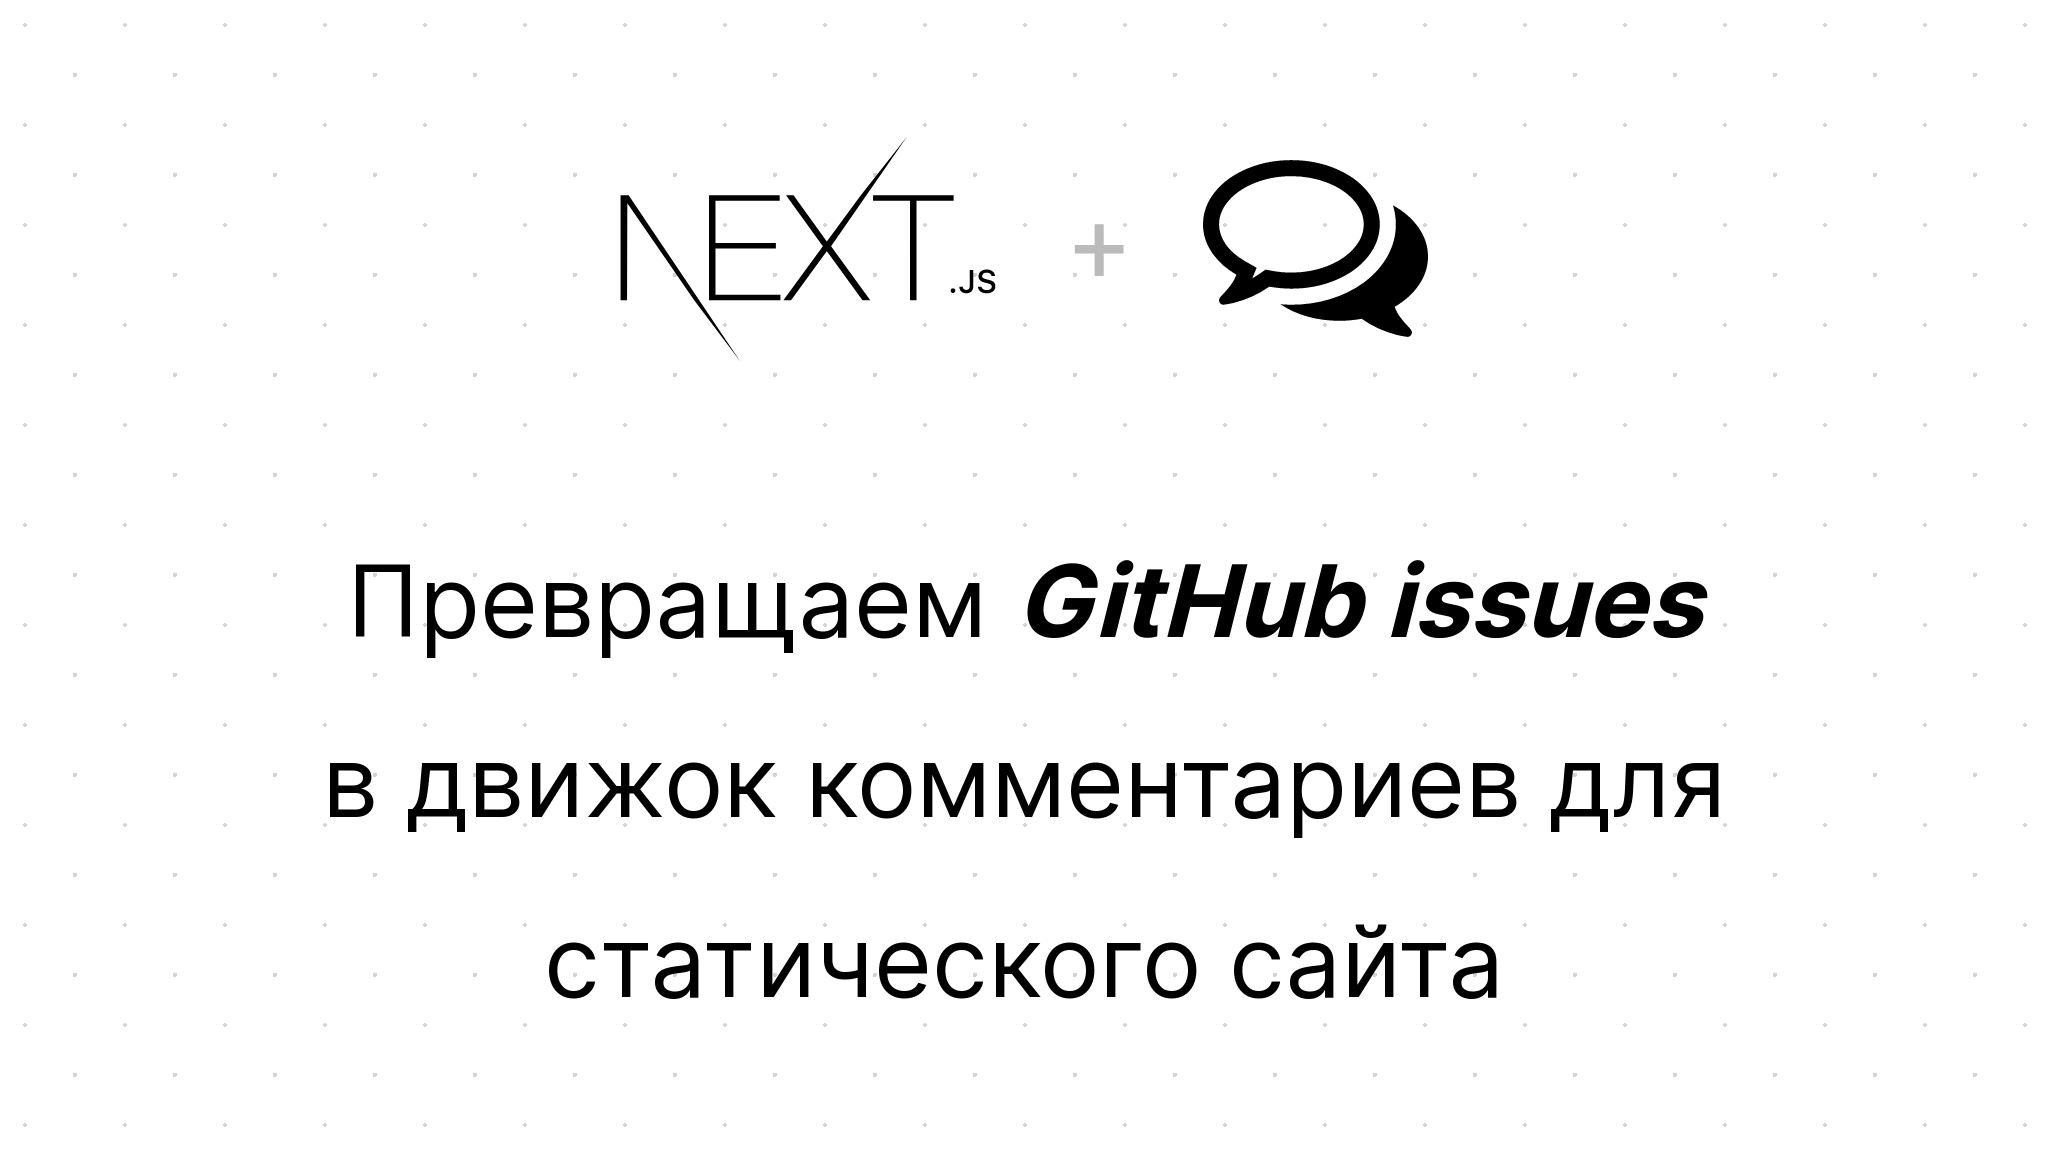 NEXT.JS
+
Превращаем GitHub issues
в движок комментариев для
статического сайта